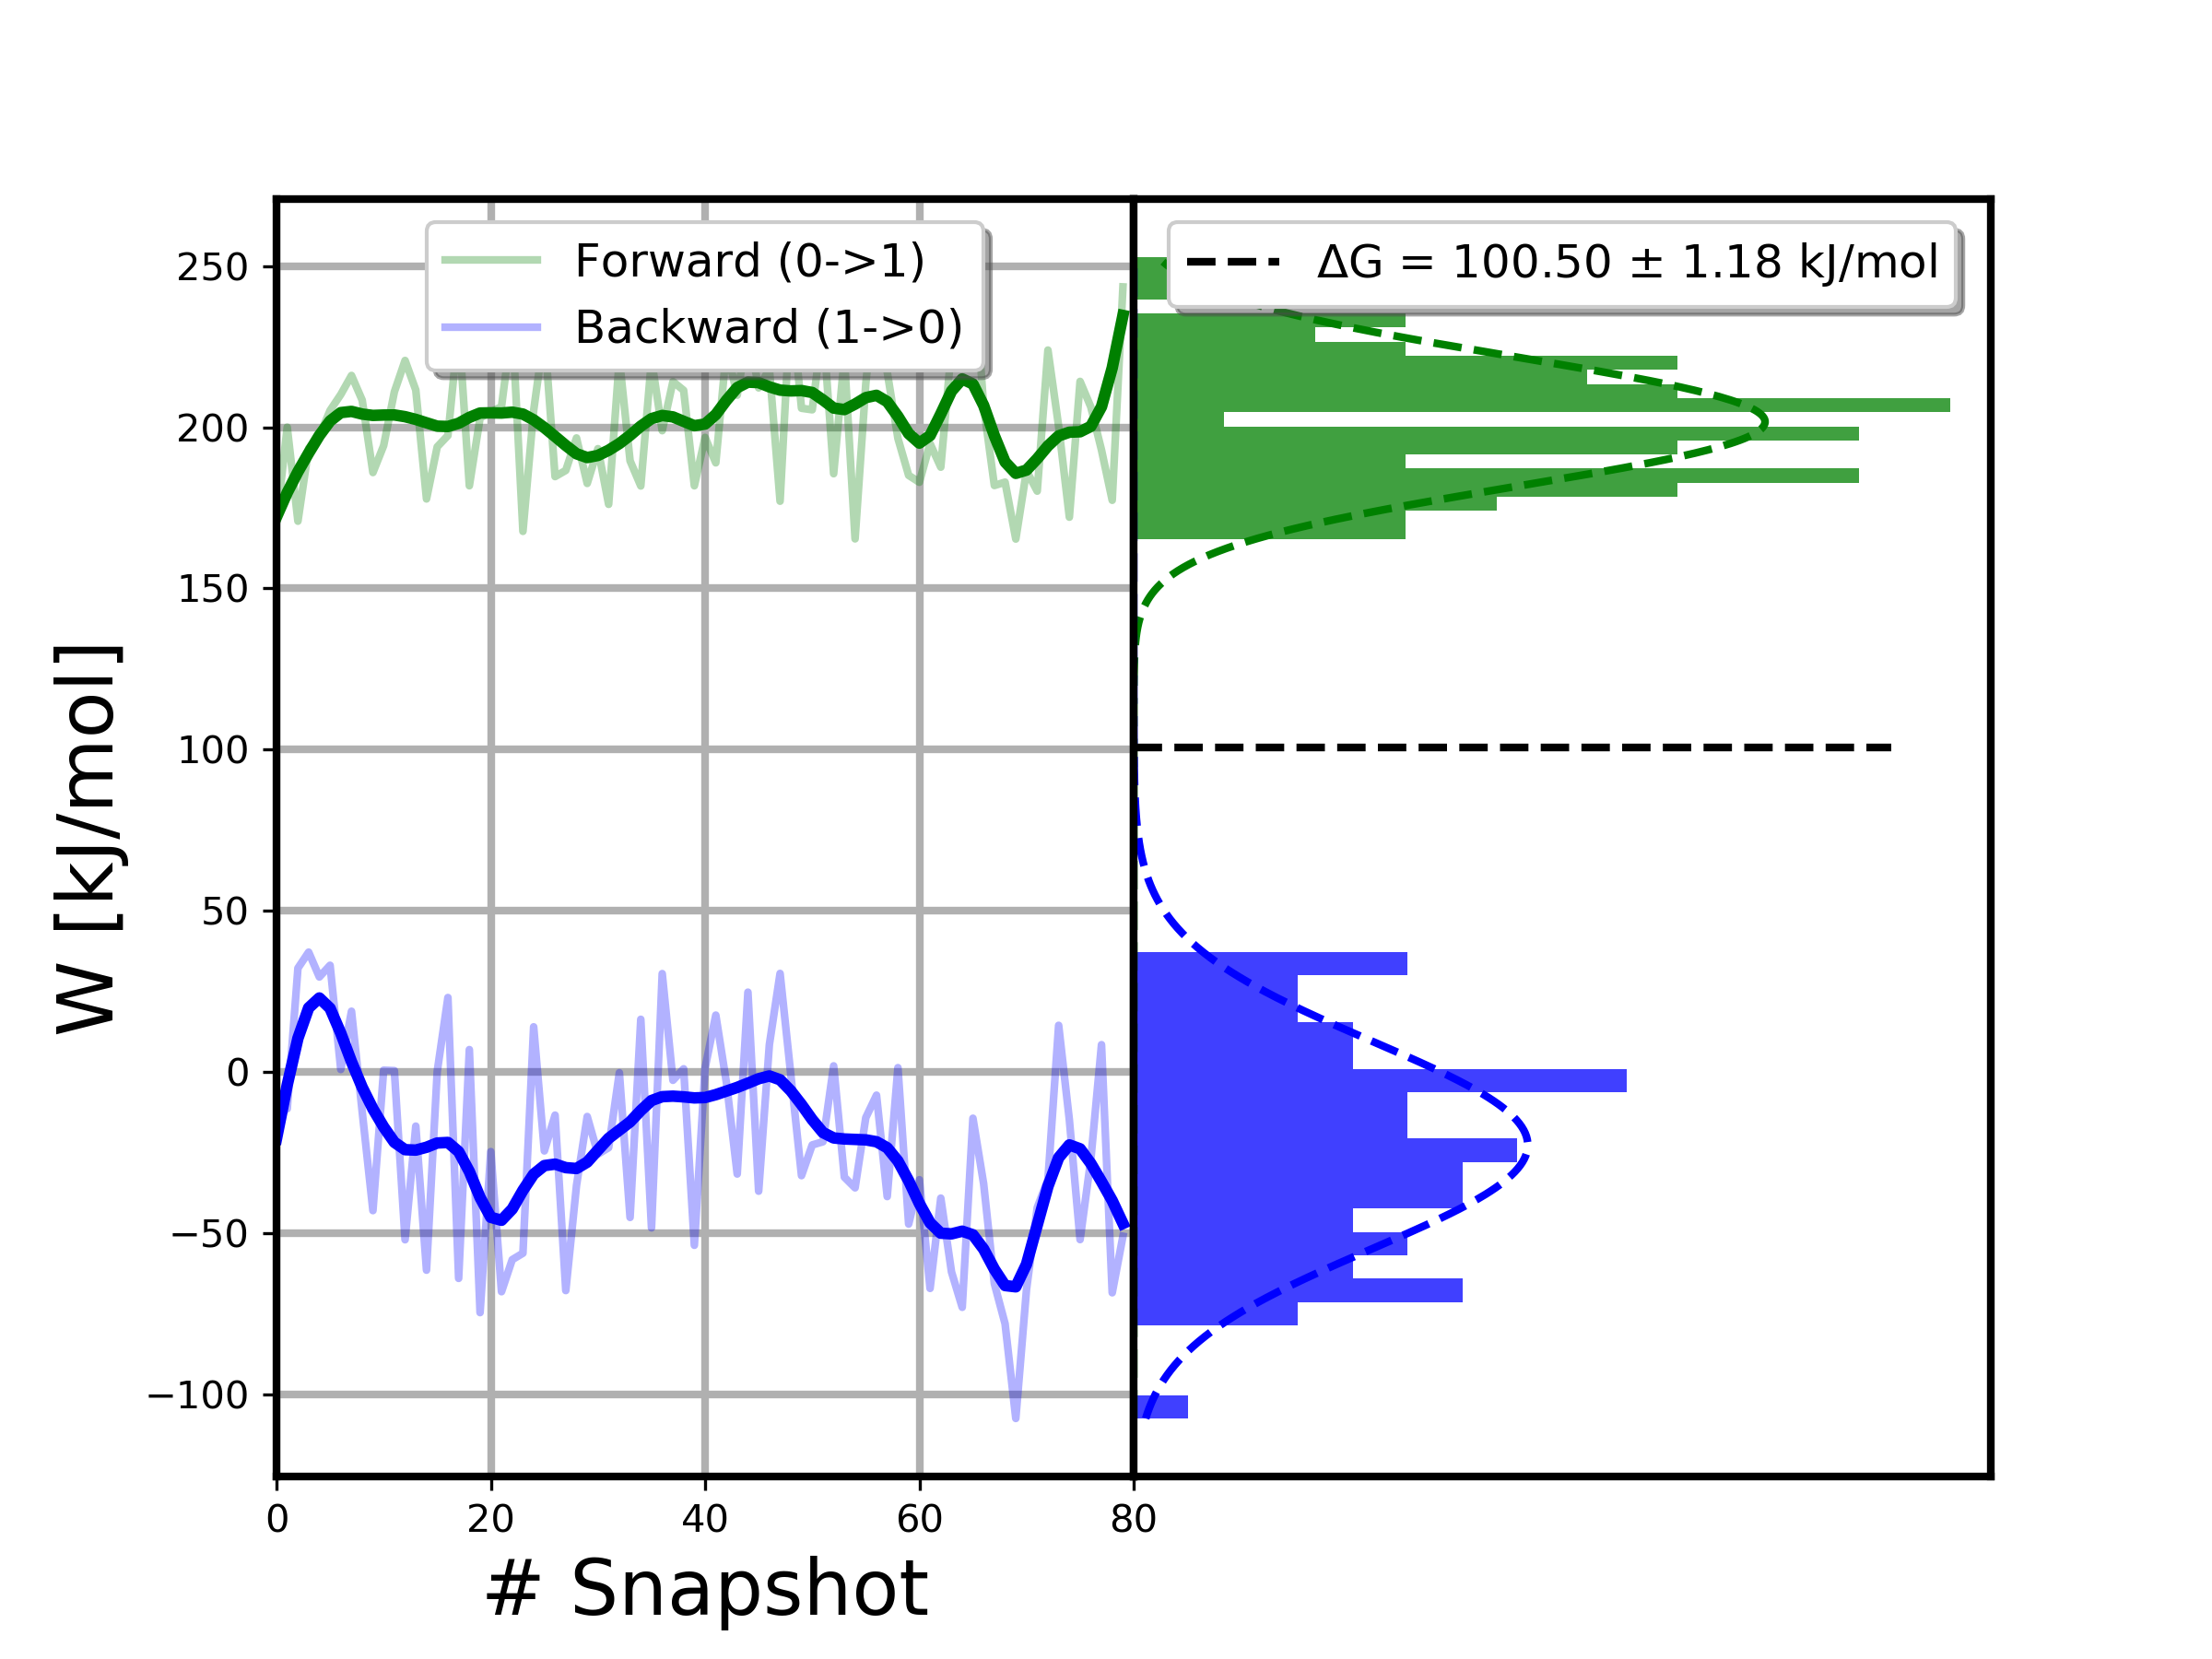 Forward (0->1)
Backward (1->0)
ΔG = 100.50 ± 1.18 kJ/mol
250
200
150
100
50
0
−50
−100
W [kJ/mol]
0 20 40 60 80
# Snapshot